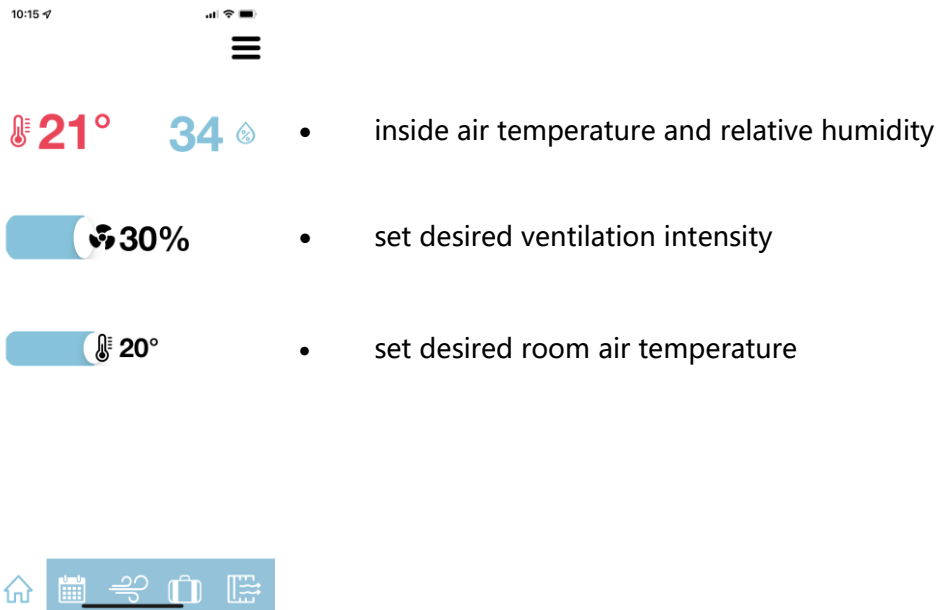 10:15
21° 34 %
• inside air temperature and relative humidity
30%
• set desired ventilation intensity
20°
• set desired room air temperature